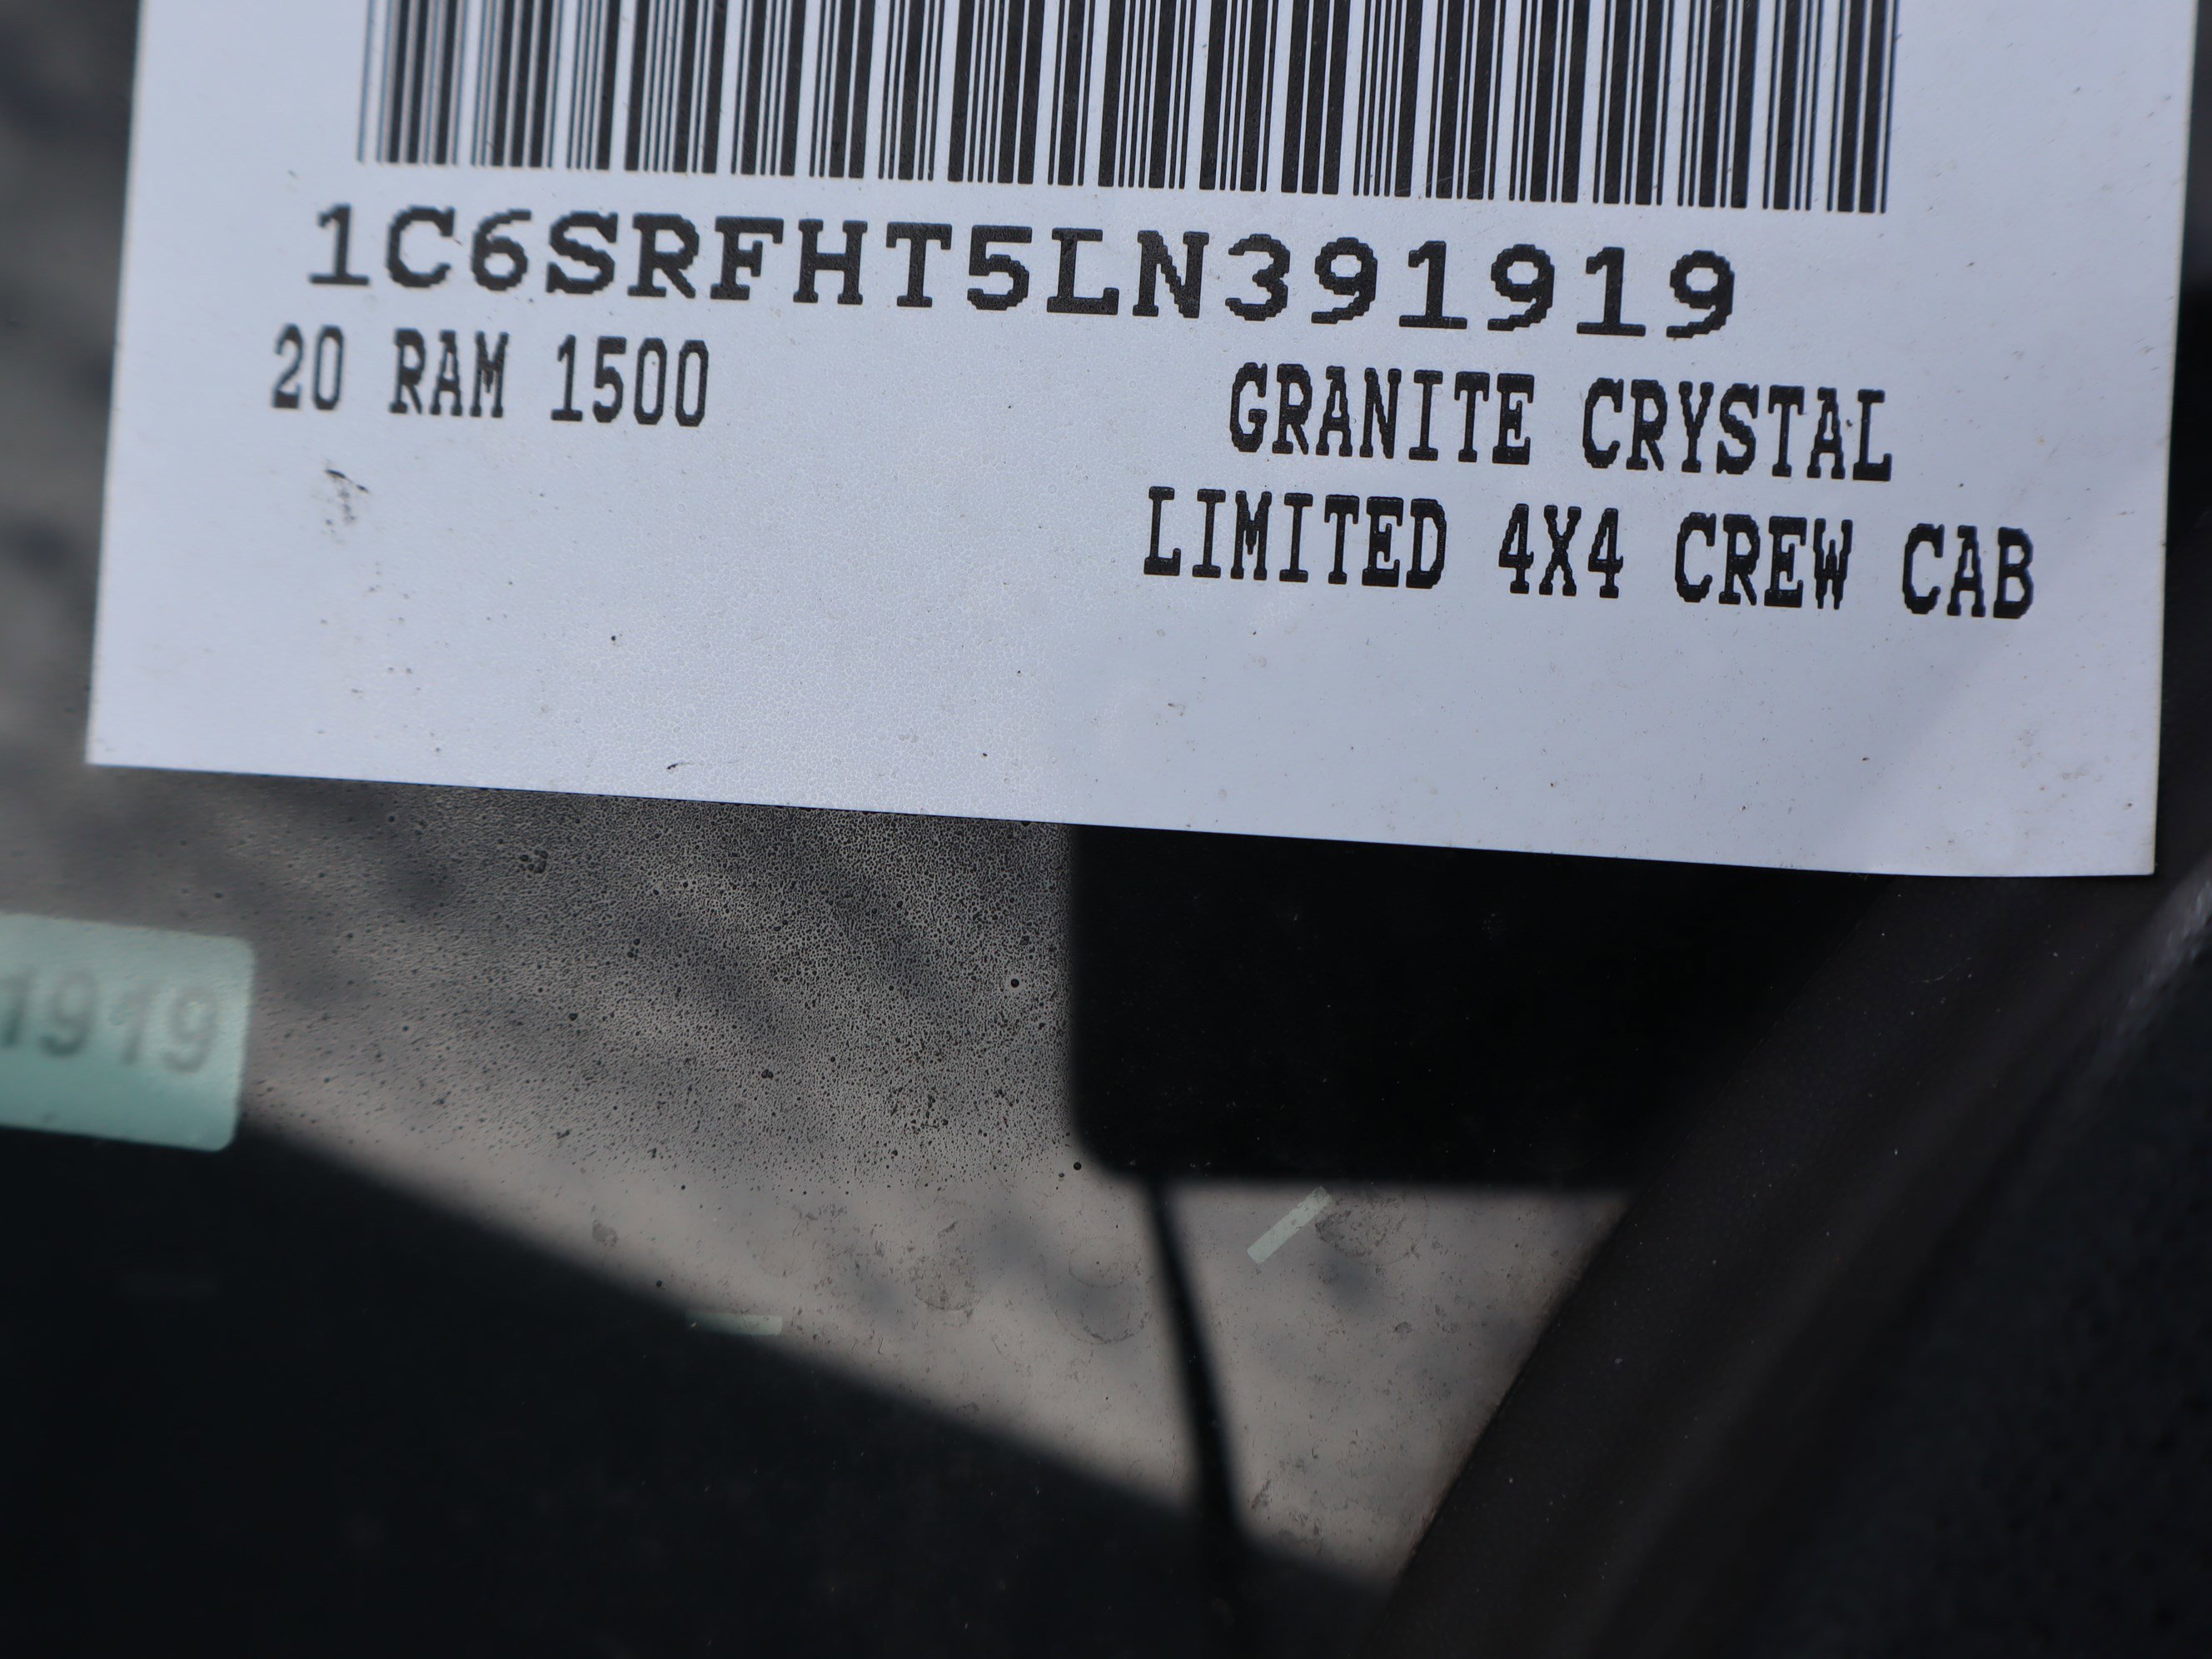 1C6SRFHT5LN391919
20 RAM 1500
GRANITE CRYSTAL
LIMITED 4X4 CREW CAB
1919